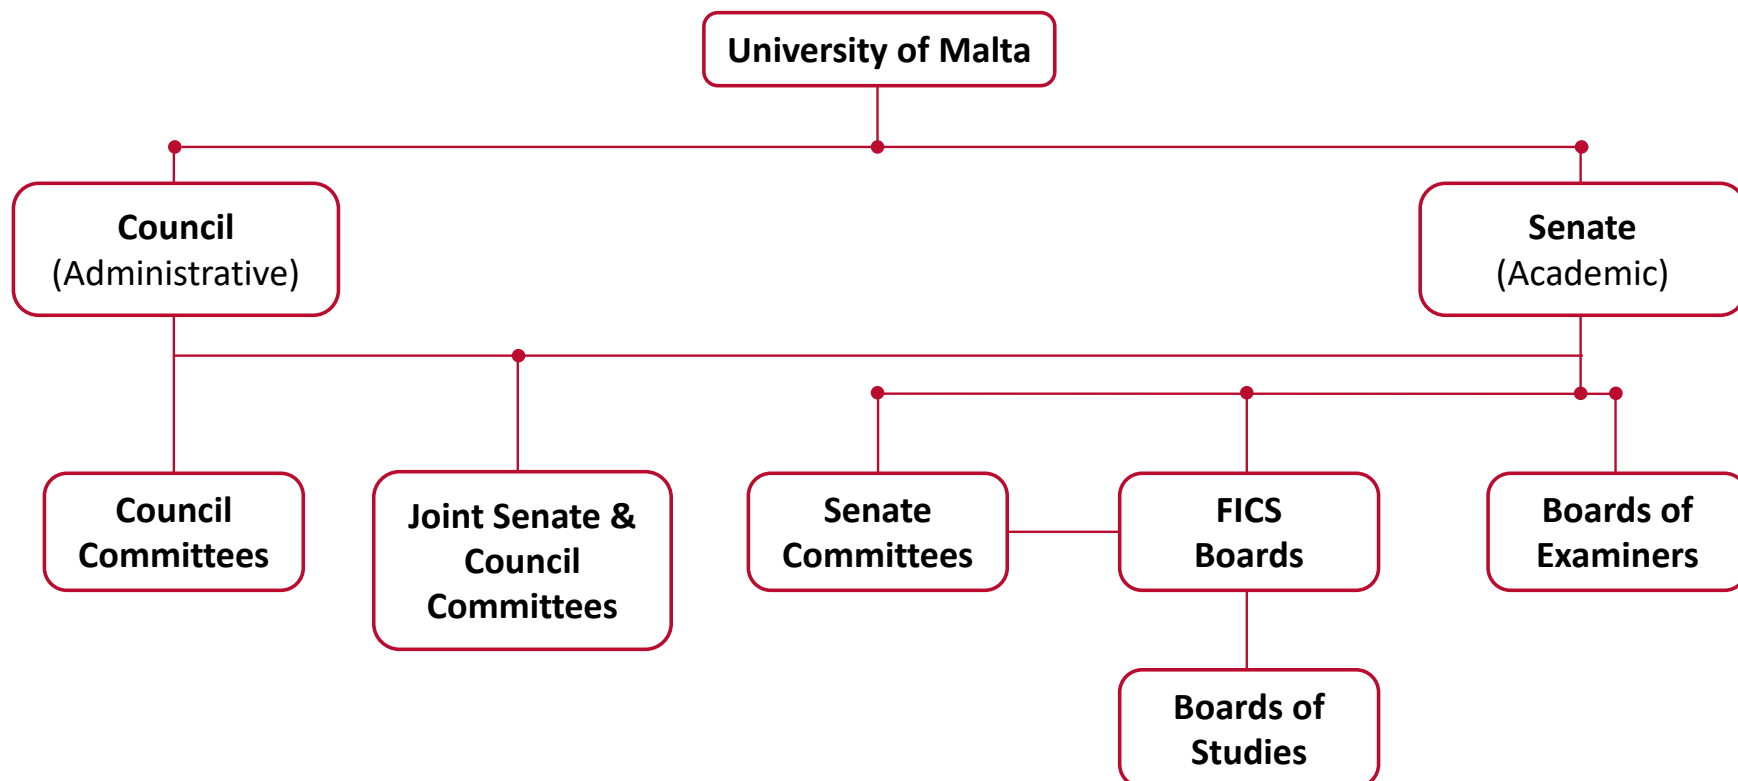 University of Malta
Council
(Administrative)
Senate
(Academic)
Council
Committees
Joint Senate &
Council
Committees
Senate
Committees
FICS
Boards
Boards of
Examiners
Boards of
Studies